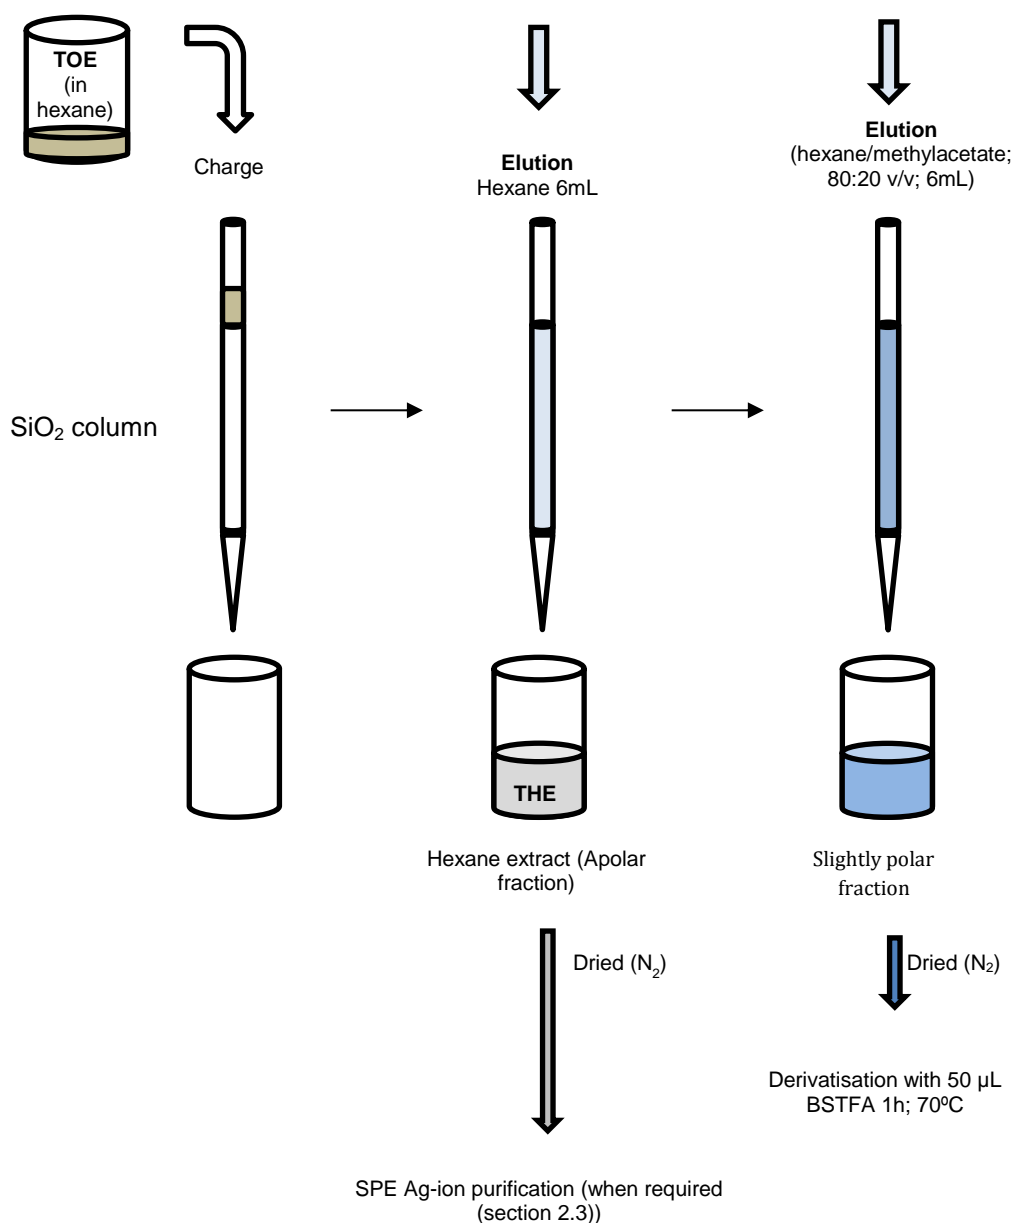 TOE
(in
hexane)
Charge
Elution
Hexane 6mL
Elution
(hexane/methylacetate;
80:20 v/v; 6mL)
SiO₂ column
THE
Hexane extract (Apolar
fraction)
Slightly polar
fraction
Dried (N₂)
Dried (N₂)
Derivatisation with 50 µL
BSTFA 1h; 70ºC
SPE Ag-ion purification (when required
(section 2.3))